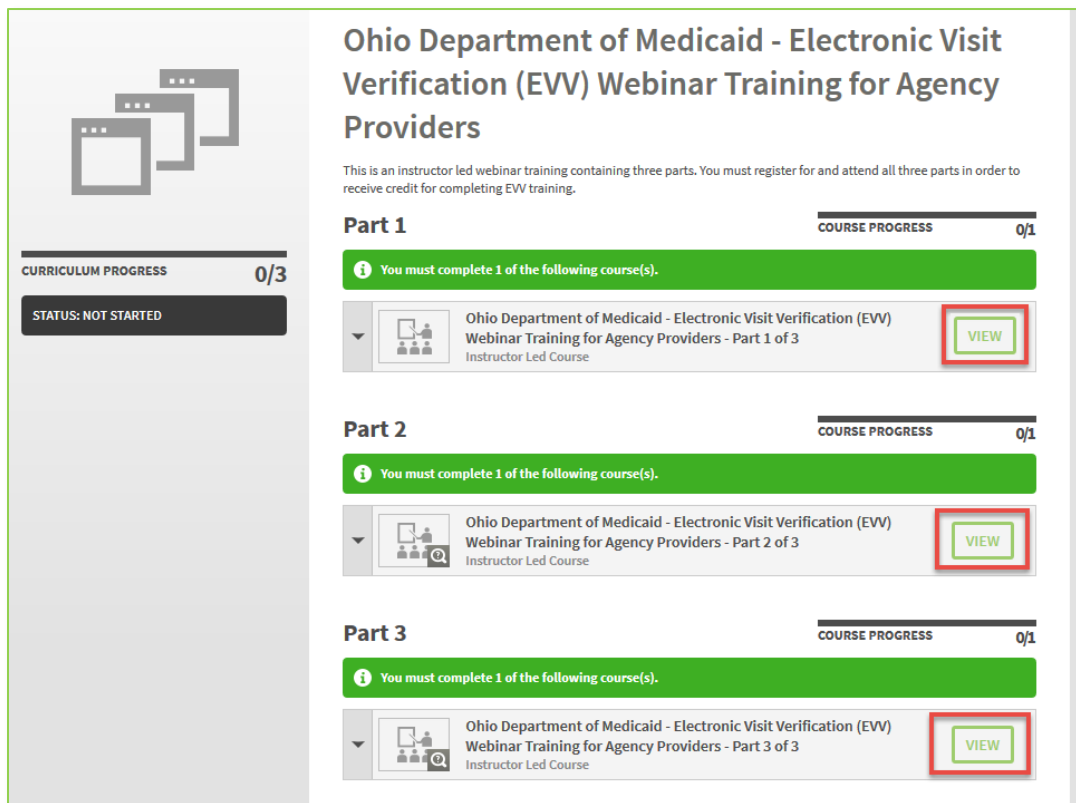 Ohio Department of Medicaid - Electronic Visit
Verification (EVV) Webinar Training for Agency
Providers
This is an instructor led webinar training containing three parts. You must register for and attend all three parts in order to
receive credit for completing EVV training.
CURRICULUM PROGRESS 0/3
STATUS: NOT STARTED
Part 1 COURSE PROGRESS 0/1
You must complete 1 of the following course(s).
Ohio Department of Medicaid - Electronic Visit Verification (EVV)
Webinar Training for Agency Providers - Part 1 of 3
Instructor Led Course
VIEW
Part 2 COURSE PROGRESS 0/1
You must complete 1 of the following course(s).
Ohio Department of Medicaid - Electronic Visit Verification (EVV)
Webinar Training for Agency Providers - Part 2 of 3
Instructor Led Course
VIEW
Part 3 COURSE PROGRESS 0/1
You must complete 1 of the following course(s).
Ohio Department of Medicaid - Electronic Visit Verification (EVV)
Webinar Training for Agency Providers - Part 3 of 3
Instructor Led Course
VIEW